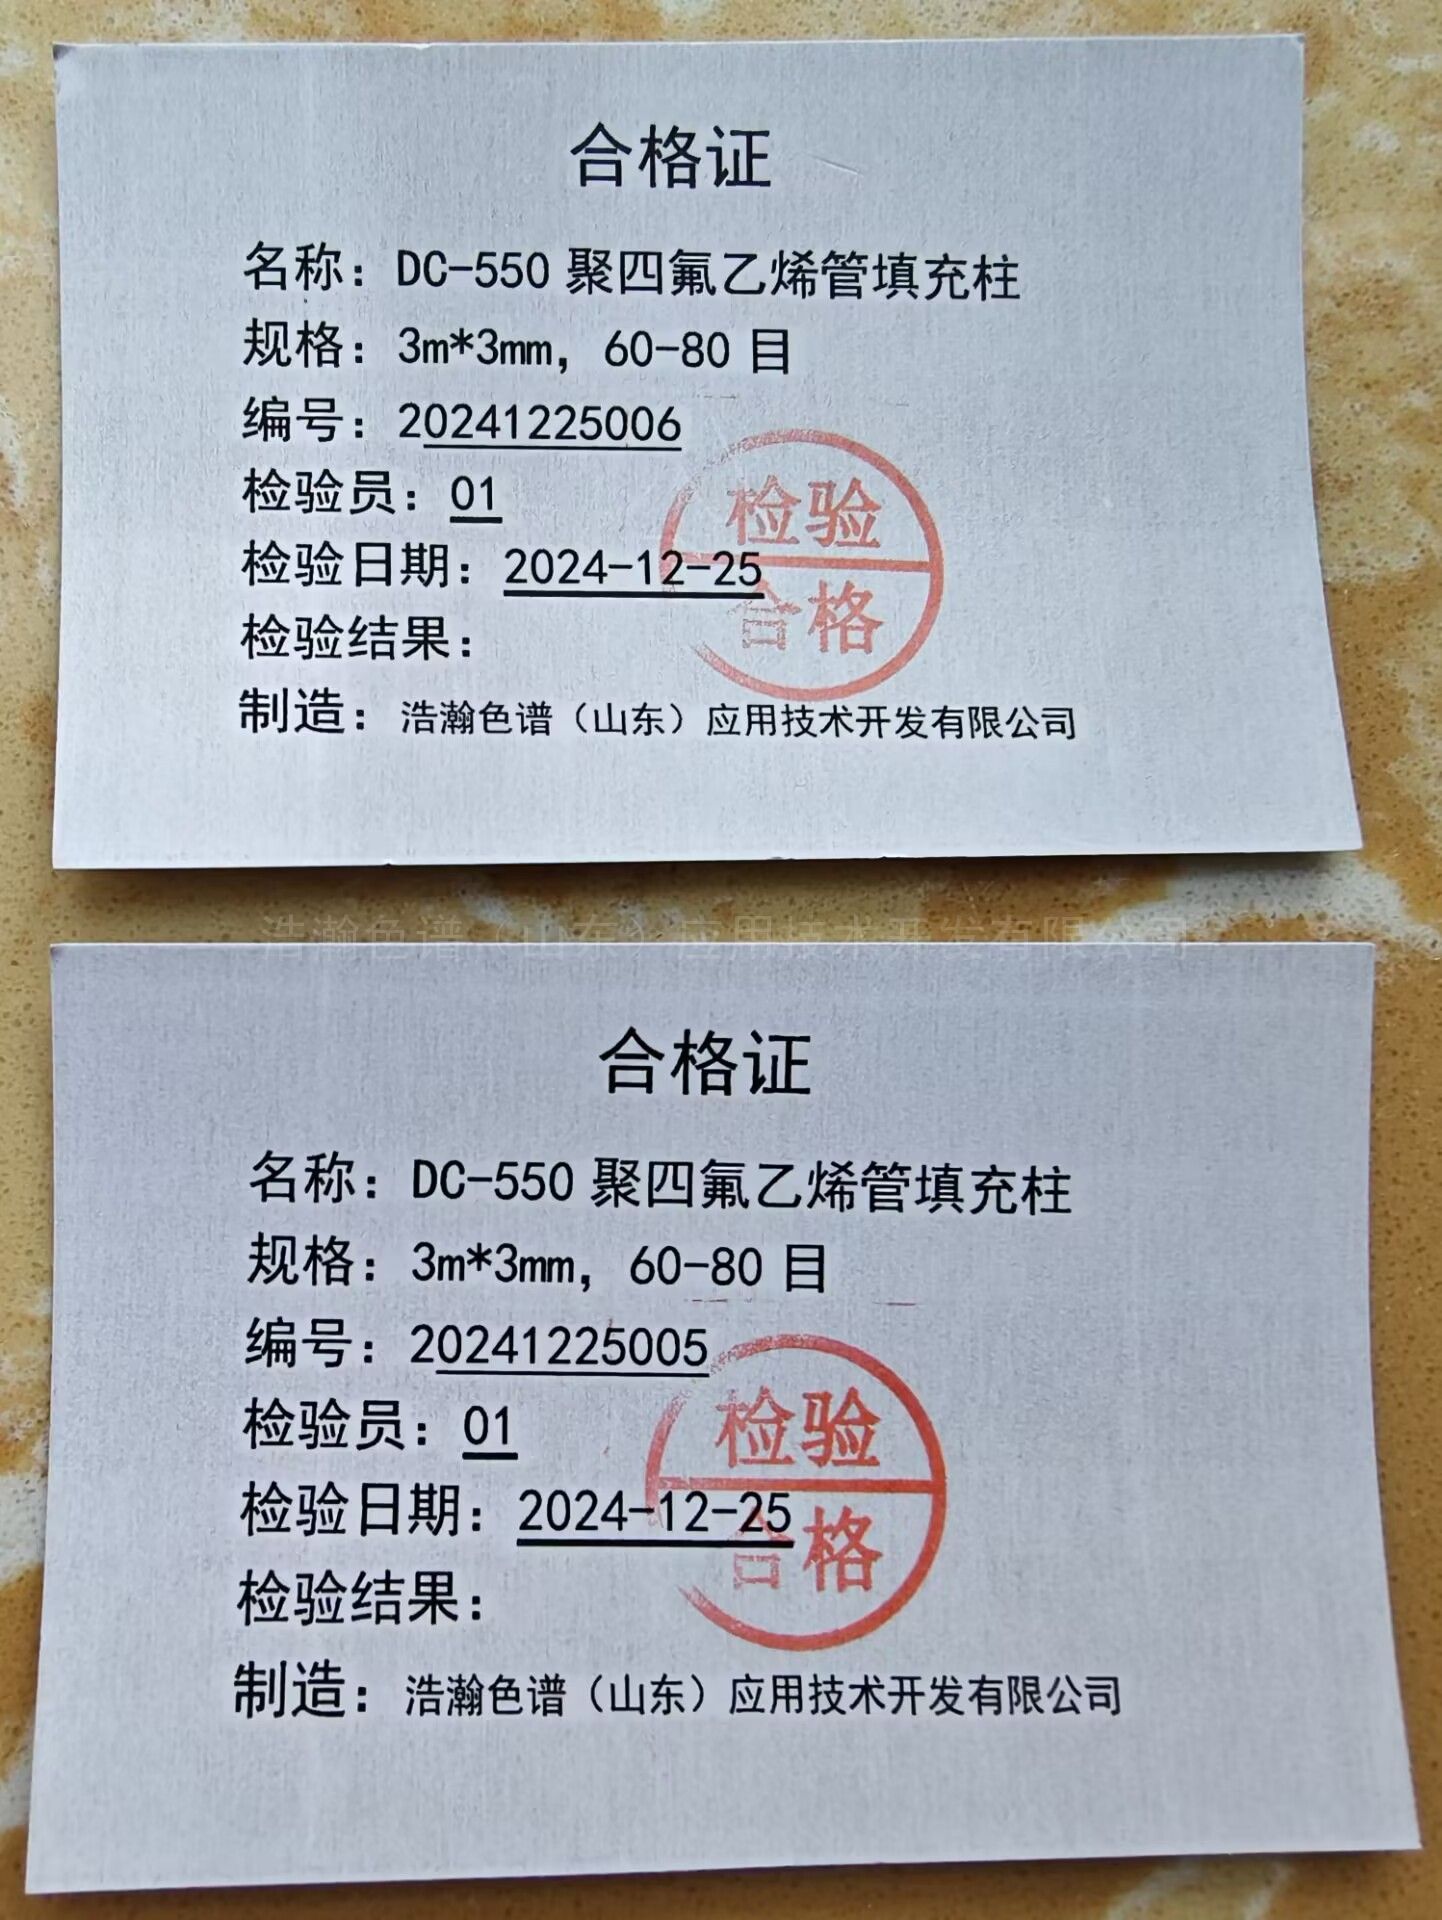 合格证
名称：DC-550 聚四氟乙烯管填充柱
规格：3m*3mm，60-80 目
编号：20241225006
检验员：01
检验日期：2024-12-25
检验结果：
检验
合格
制造：浩瀚色谱（山东）应用技术开发有限公司
浩瀚色谱（山东）应用技术开发有限公司
合格证
名称：DC-550 聚四氟乙烯管填充柱
规格：3m*3mm，60-80 目
编号：20241225005
检验员：01
检验日期：2024-12-25
检验结果：
检验
合格
制造：浩瀚色谱（山东）应用技术开发有限公司